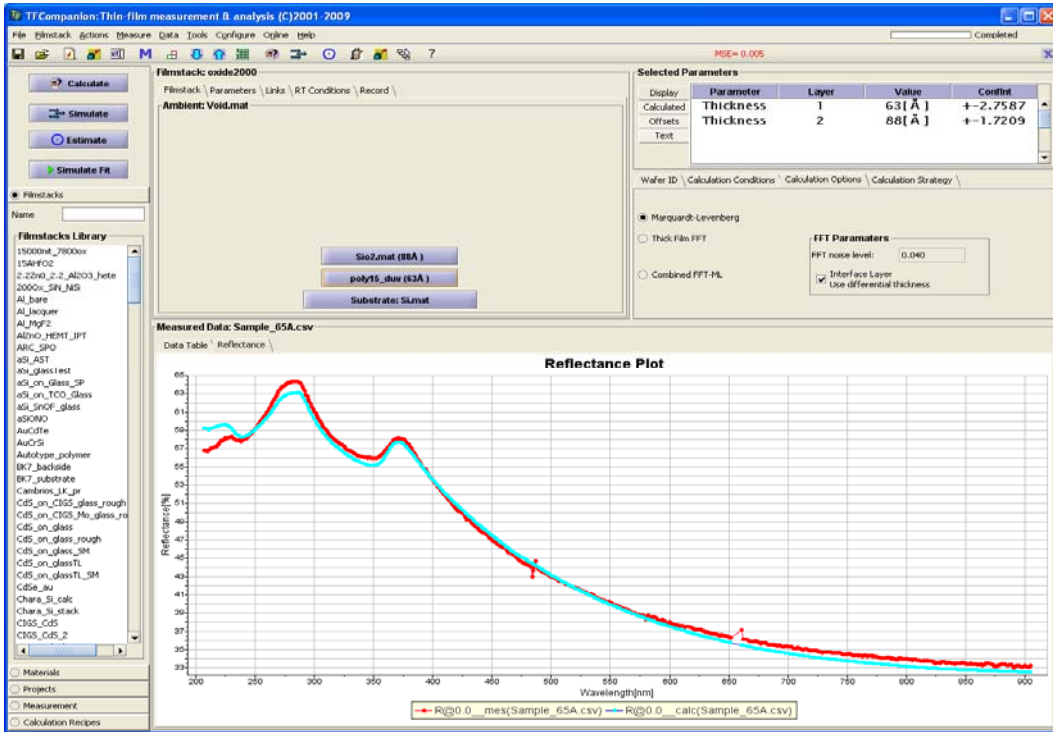 TFCompanion: Thin-film measurement & analysis (C)2001-2009
File Filmstack Actions Measure Data Tools Configure Online Help
Completed
M ?
MSE= 0.005
Calculate
Simulate
Estimate
Simulate Fit
Filmstacks
Name
Filmstacks Library
15000nit_7800ox
15AHFO2
2.2Zn0_2.2_Al2O3_hete
2000x_SiN_NiSi
Al_bare
Al_lacquer
Al_MgF2
AlZnO_HEMT_IPT
ARC_SPO
aSi_AST
aSi_glasstest
aSi_on_Glass_SP
aSi_on_TCO_Glass
aSi_SnOF_glass
aSiONO
AuCdTe
AuCrSi
Autotype_polymer
BK7_backside
BK7_substrate
Cambrios_LK_pr
CdS_on_CIGS_glass_rough
CdS_on_CIGS_Mo_glass_ro
CdS_on_glass
CdS_on_glass_rough
CdS_on_glass_SM
CdS_on_glassTL
CdS_on_glassTL_SM
CdSe_au
Chara_Si_calc
Chara_Si_stack
CIGS_CdS
CIGS_CdS_2
Materials
Projects
Measurement
Calculation Recipes
Filmstack: oxide2000
Filmstack Parameters Links RT Conditions Record
Ambient: Void.mat
Sio2.mat (88Å )
poly15_duv (63Å )
Substrate: Si.mat
Selected Parameters
Display
Calculated
Offsets
Text
Parameter Layer Value ConfInt
Thickness 1 63[ Å ] +-2.7587
Thickness 2 88[ Å ] +-1.7209
Wafer ID Calculation Conditions Calculation Options Calculation Strategy
Marquardt-Levenberg
Thick Film FFT
Combined FFT-ML
FFT Paramaters
FFT noise level: 0.040
Interface Layer
Use differential thickness
Measured Data: Sample_65A.csv
Data Table Reflectance
Reflectance Plot
Reflectance[%]
65
63
61
59
57
55
53
51
49
47
45
43
41
39
37
35
33
200 250 300 350 400 450 500 550 600 650 700 750 800 850 900
Wavelength[nm]
R@0.0__mes(Sample_65A.csv) R@0.0__calc(Sample_65A.csv)